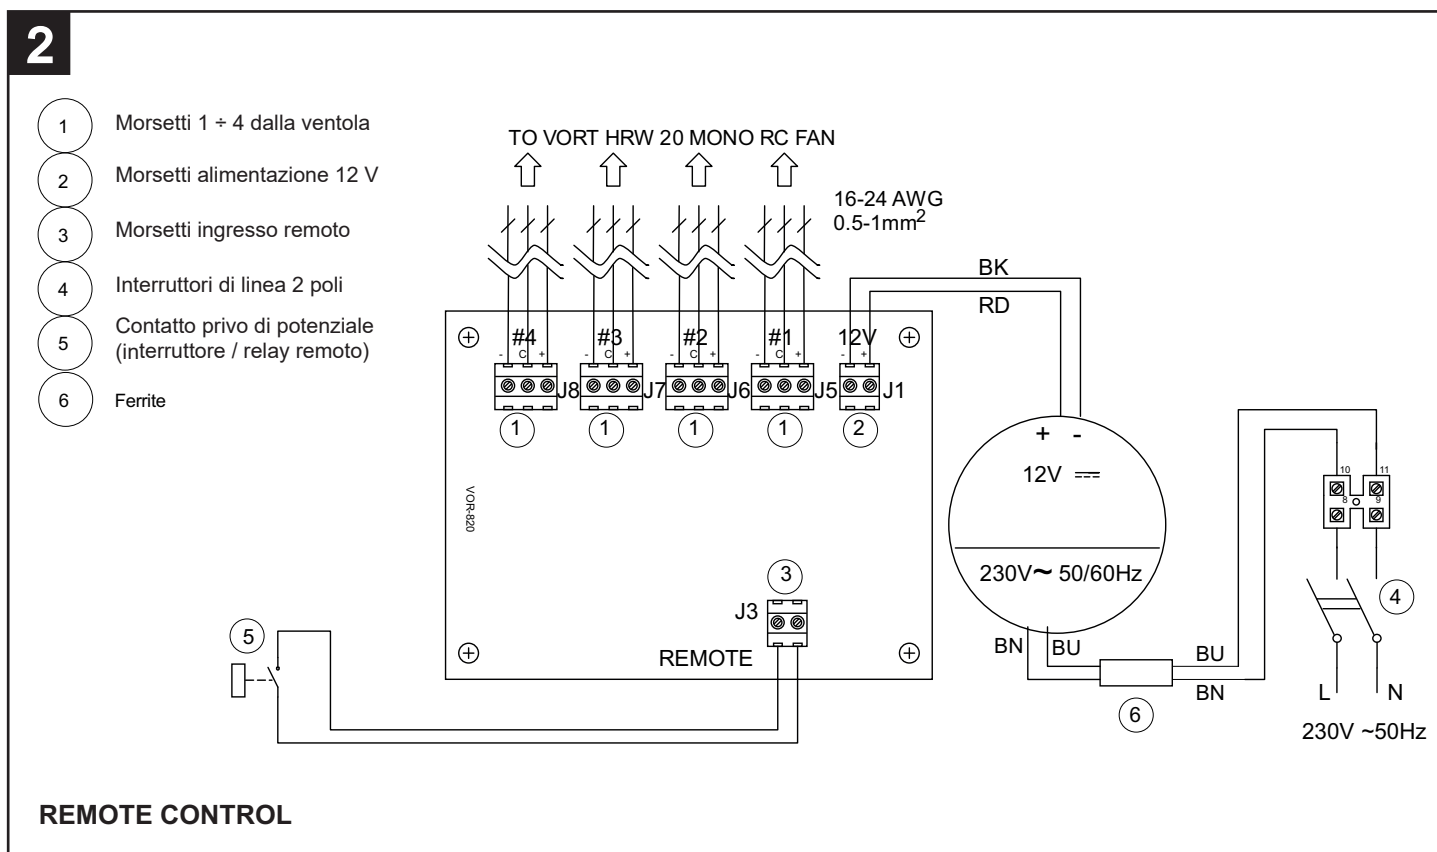 2
1 Morsetti 1 ÷ 4 dalla ventola
2 Morsetti alimentazione 12 V
3 Morsetti ingresso remoto
4 Interruttori di linea 2 poli
5 Contatto privo di potenziale
(interruttore / relay remoto)
6 Ferrite
TO VORT HRW 20 MONO RC FAN
16-24 AWG
0.5-1mm²
BK
RD
#4 #3 #2 #1 12V
- C + - C + - C + - C + - +
J8 J7 J6 J5 J1
1 1 1 1 2
+ -
12V
230V~ 50/60Hz
10 11
8 9
VOR-820
3
J3
REMOTE
4
5
BN BU
BU
BN
6
L N
230V ~50Hz
REMOTE CONTROL